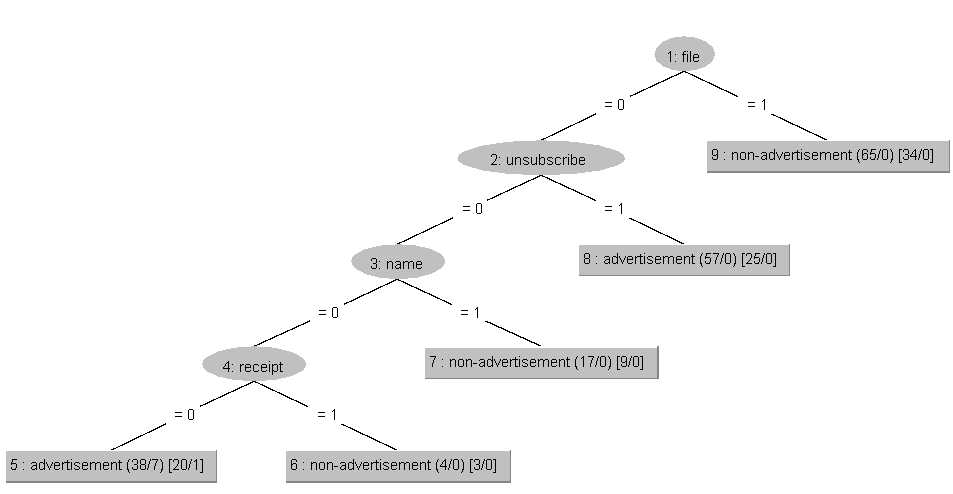 1: file
= 0
= 1
2: unsubscribe
9 : non-advertisement (65/0) [34/0]
= 0
= 1
3: name
8 : advertisement (57/0) [25/0]
= 0
= 1
4: receipt
7 : non-advertisement (17/0) [9/0]
= 0
= 1
5 : advertisement (38/7) [20/1]
6 : non-advertisement (4/0) [3/0]